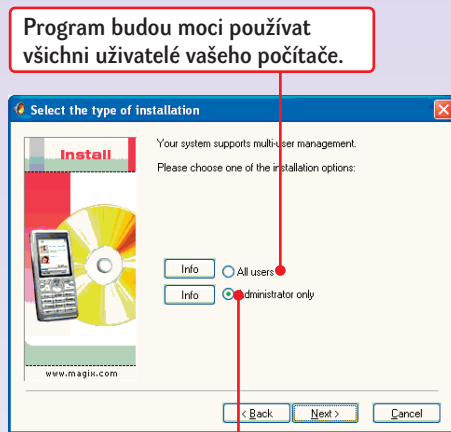 Program budou moci používat
všichni uživatelé vašeho počítače.
Select the type of installation
Install
Your system supports multi-user management.
Please choose one of the installation options:
Info All users
Info Administrator only
www.magix.com
< Back Next > Cancel